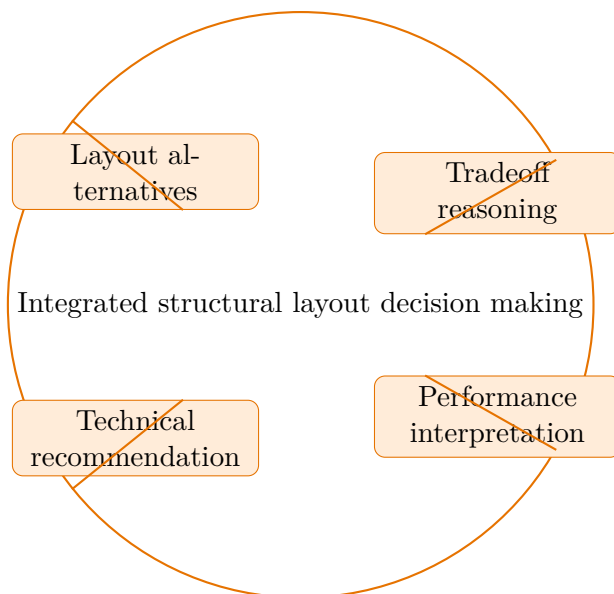 Layout al-
ternatives
Tradeoff
reasoning
Integrated structural layout decision making
Technical
recommendation
Performance
interpretation